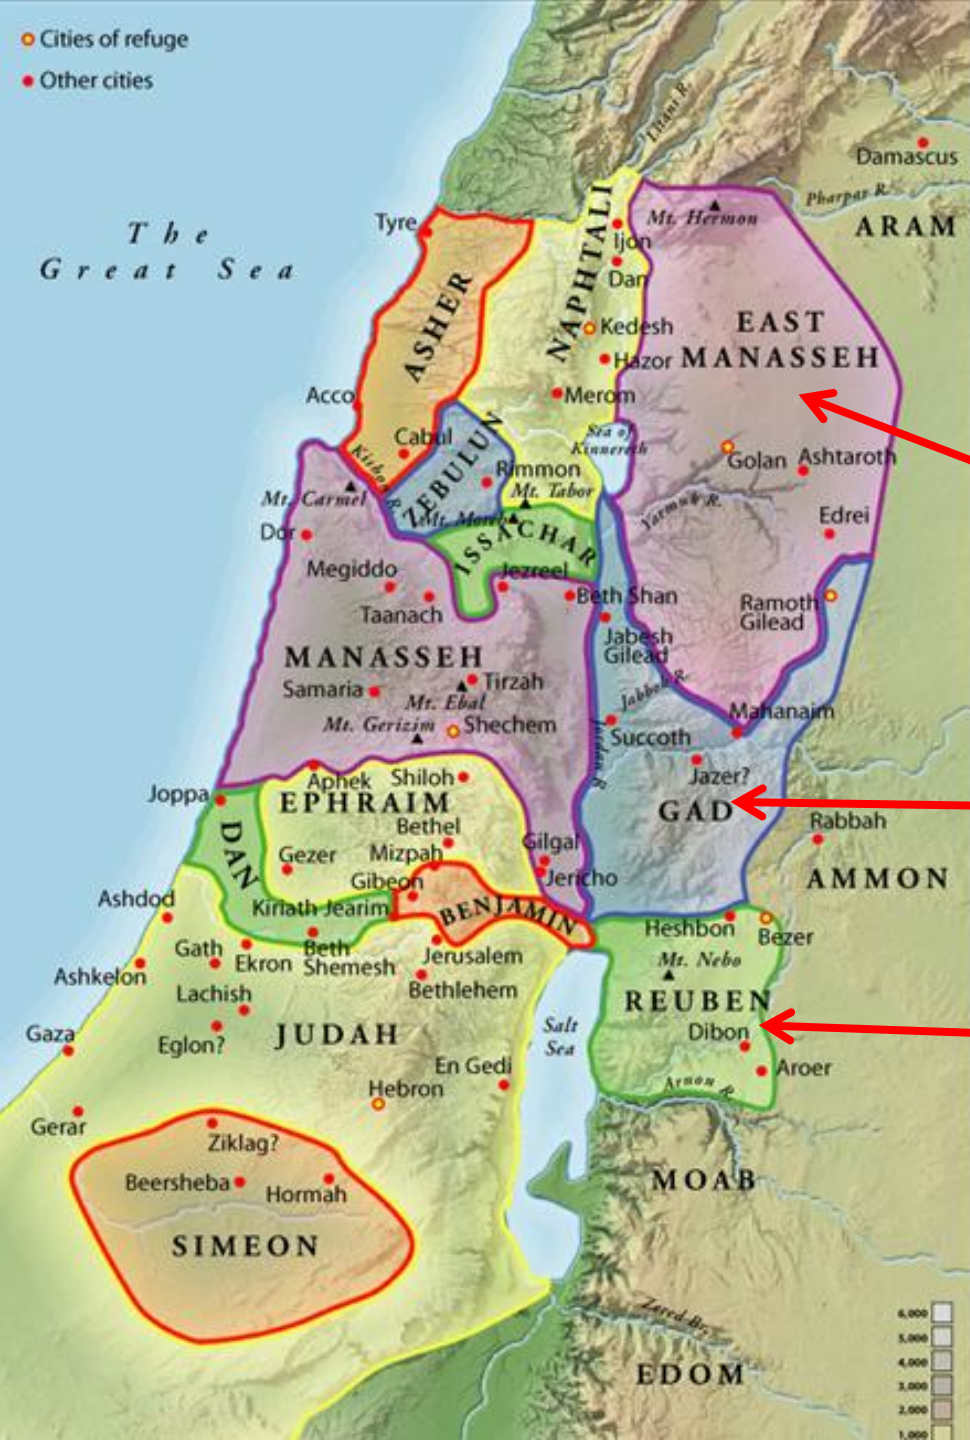 Cities of refuge
Other cities
The
Great Sea
Litani R.
Damascus
Pharpar R.
ARAM
Tyre
Mt. Hermon
NAPHTALI
Ijon
Dan
ASHER
Kedesh
EAST
MANASSEH
Hazor
Acco
Merom
Cabul
Sea of
Kinnereth
Golan
Ashtaroth
Kishon R.
ZEBULUN
Rimmon
Mt. Carmel
Mt. Tabor
Yarmuk R.
Mt. Moreh
Dor
ISSACHAR
Edrei
Megiddo
Jezreel
Taanach
Beth Shan
Ramoth
Gilead
Jabesh
Gilead
MANASSEH
Samaria
Tirzah
Jabbok R.
Mt. Ebal
Mt. Gerizim
Shechem
Mahanaim
Succoth
Jordan R.
Jazer?
Aphek
Shiloh
Joppa
EPHRAIM
GAD
Bethel
Rabbah
DAN
Gezer
Mizpah
Gilgal
Gibeon
Jericho
AMMON
Ashdod
Kiriath Jearim
BENJAMIN
Heshbon
Bezer
Gath
Ekron
Beth
Shemesh
Jerusalem
Mt. Nebo
Ashkelon
Bethlehem
Lachish
REUBEN
Gaza
Eglon?
JUDAH
Salt
Sea
Dibon
En Gedi
Aroer
Hebron
Arnon R.
Gerar
Ziklag?
Beersheba
Hormah
MOAB
SIMEON
Zered Br.
EDOM
6,000
5,000
4,000
3,000
2,000
1,000